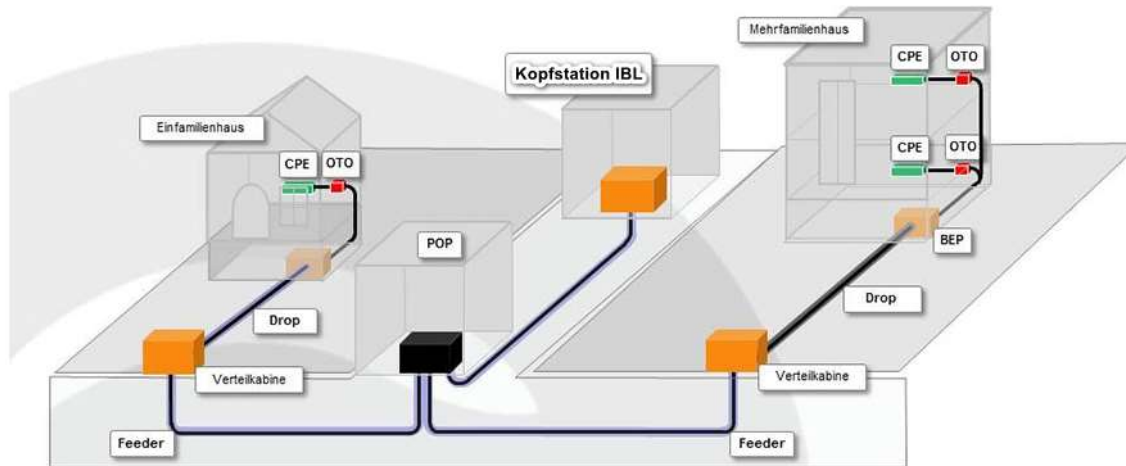 Mehrfamilienhaus
CPE
OTO
Kopfstation IBL
Einfamilienhaus
CPE
OTO
CPE
OTO
POP
BEP
Drop
Drop
Verteilkabine
Verteilkabine
Feeder
Feeder